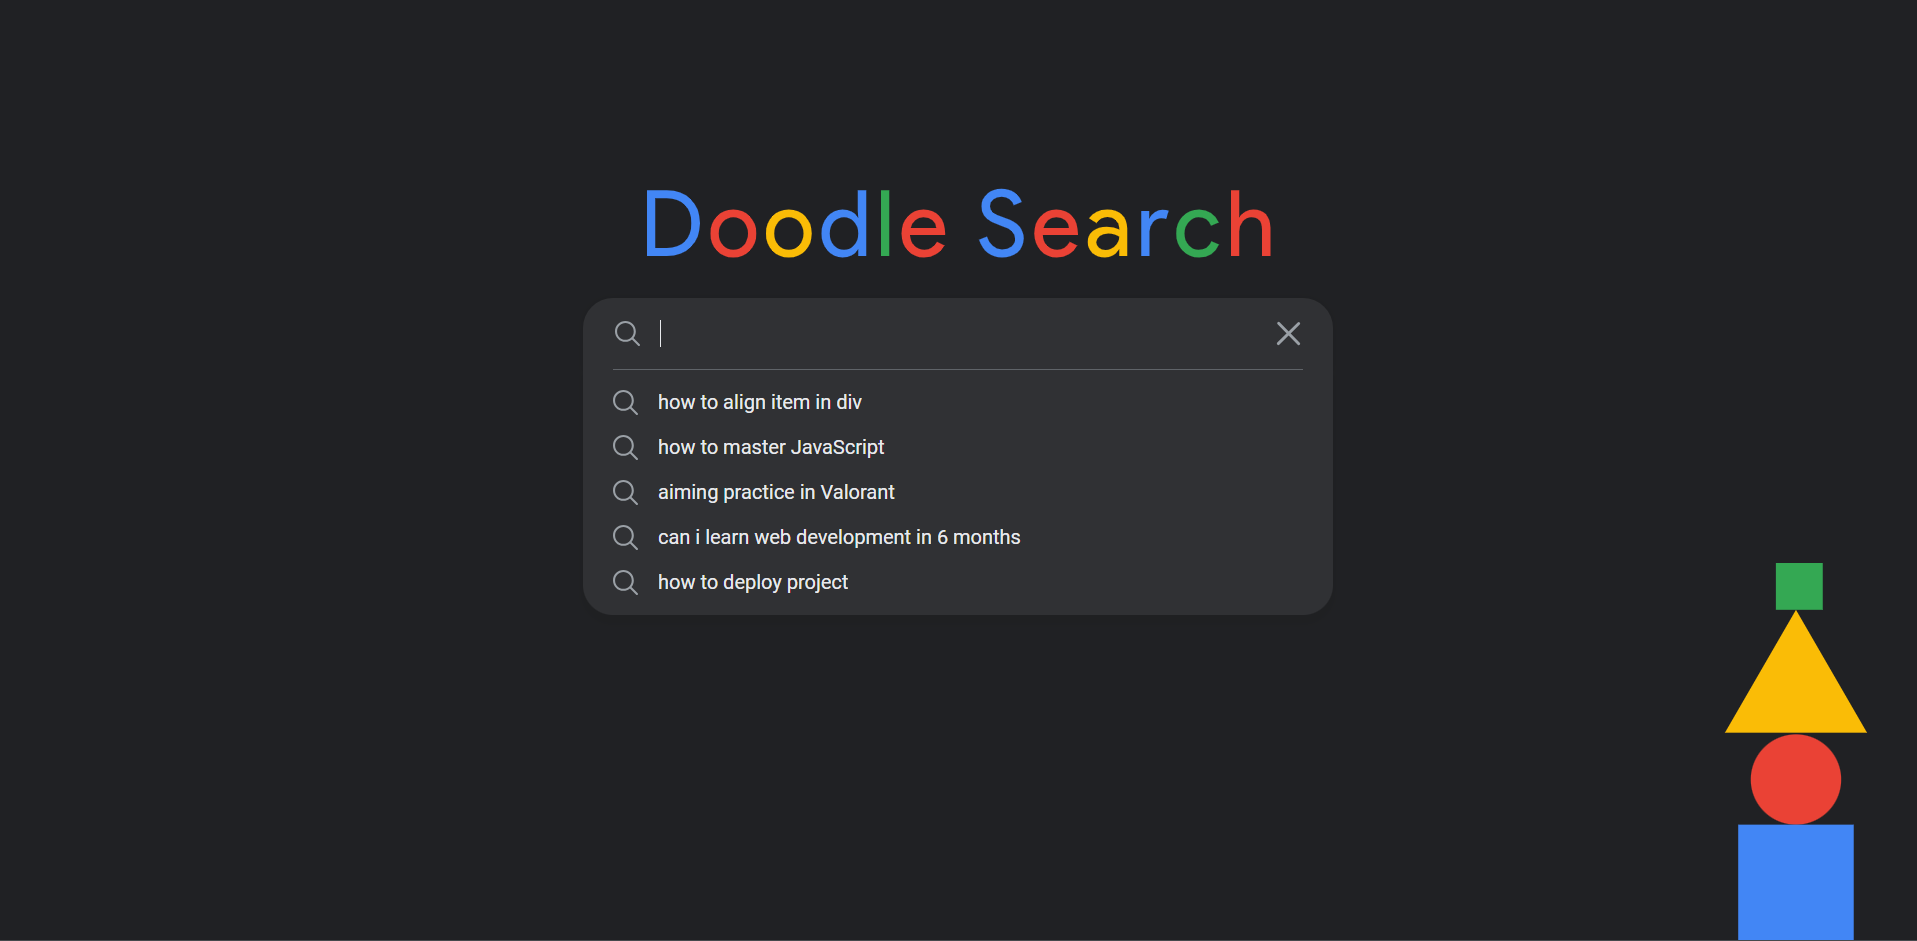 Doodle Search
how to align item in div
how to master JavaScript
aiming practice in Valorant
can i learn web development in 6 months
how to deploy project